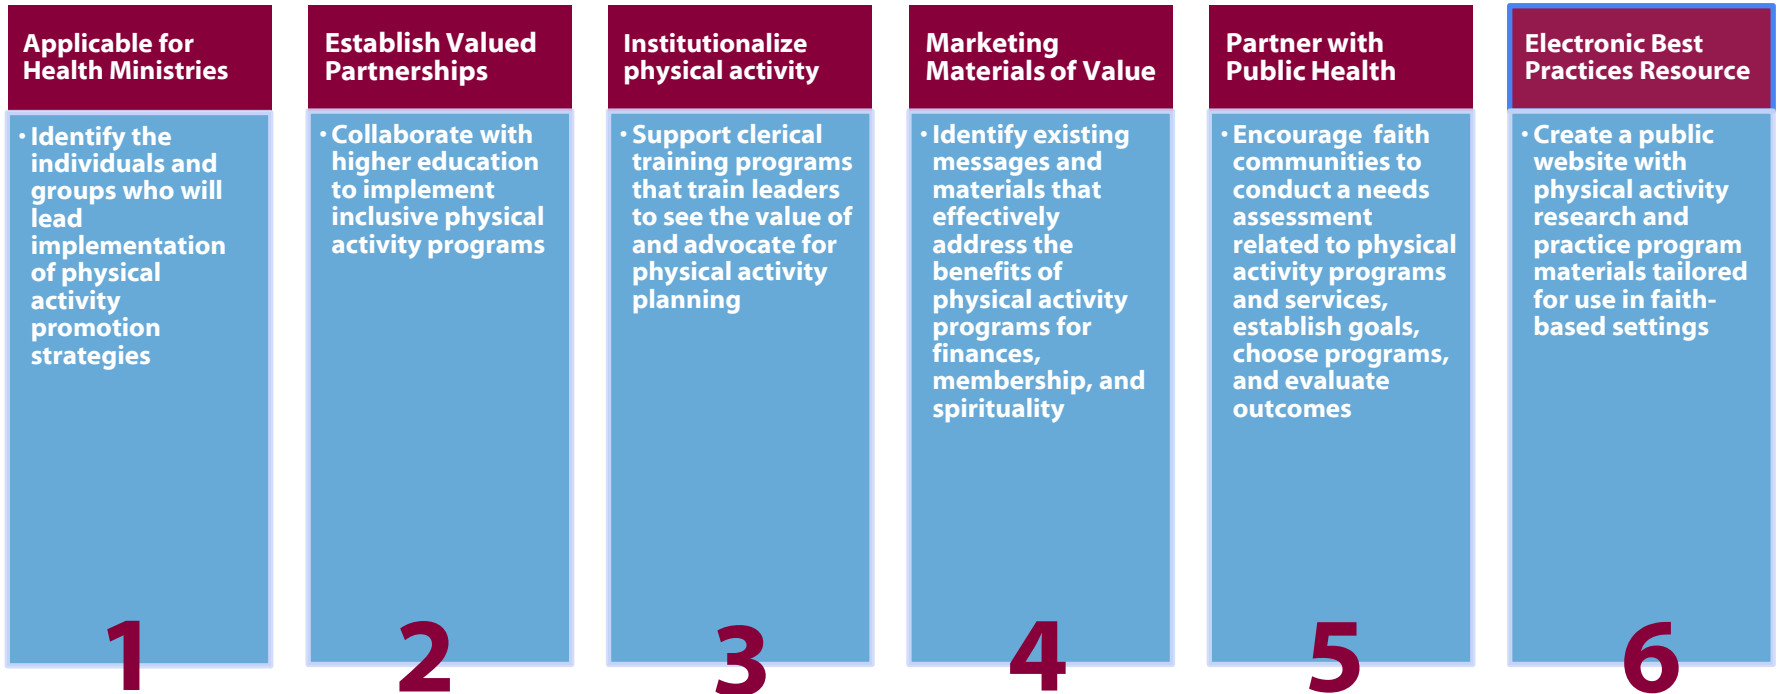 Applicable for
Health Ministries
• Identify the
individuals and
groups who will
lead
implementation
of physical
activity
promotion
strategies
1
Establish Valued
Partnerships
• Collaborate with
higher education
to implement
inclusive physical
activity programs
2
Institutionalize
physical activity
• Support clerical
training programs
that train leaders
to see the value of
and advocate for
physical activity
planning
3
Marketing
Materials of Value
• Identify existing
messages and
materials that
effectively
address the
benefits of
physical activity
programs for
finances,
membership, and
spirituality
4
Partner with
Public Health
• Encourage faith
communities to
conduct a needs
assessment
related to physical
activity programs
and services,
establish goals,
choose programs,
and evaluate
outcomes
5
Electronic Best
Practices Resource
• Create a public
website with
physical activity
research and
practice program
materials tailored
for use in faith-
based settings
6